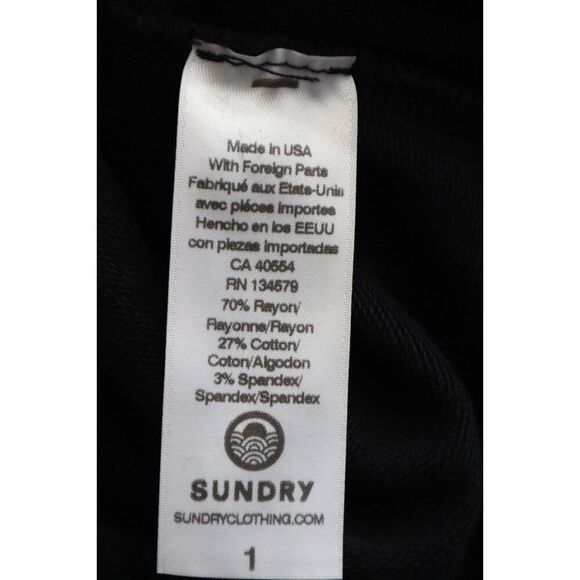 Made in USA
With Foreign Parts
Fabriqué aux Etats-Unis
avec piéces importes
Hencho en los EEUU
con piezas importadas
CA 40554
RN 134579
70% Rayon/
Rayonne/Rayon
27% Cotton/
Coton/Algodon
3% Spandex/
Spandex/Spandex
SUNDRY
SUNDRYCLOTHING.COM
1